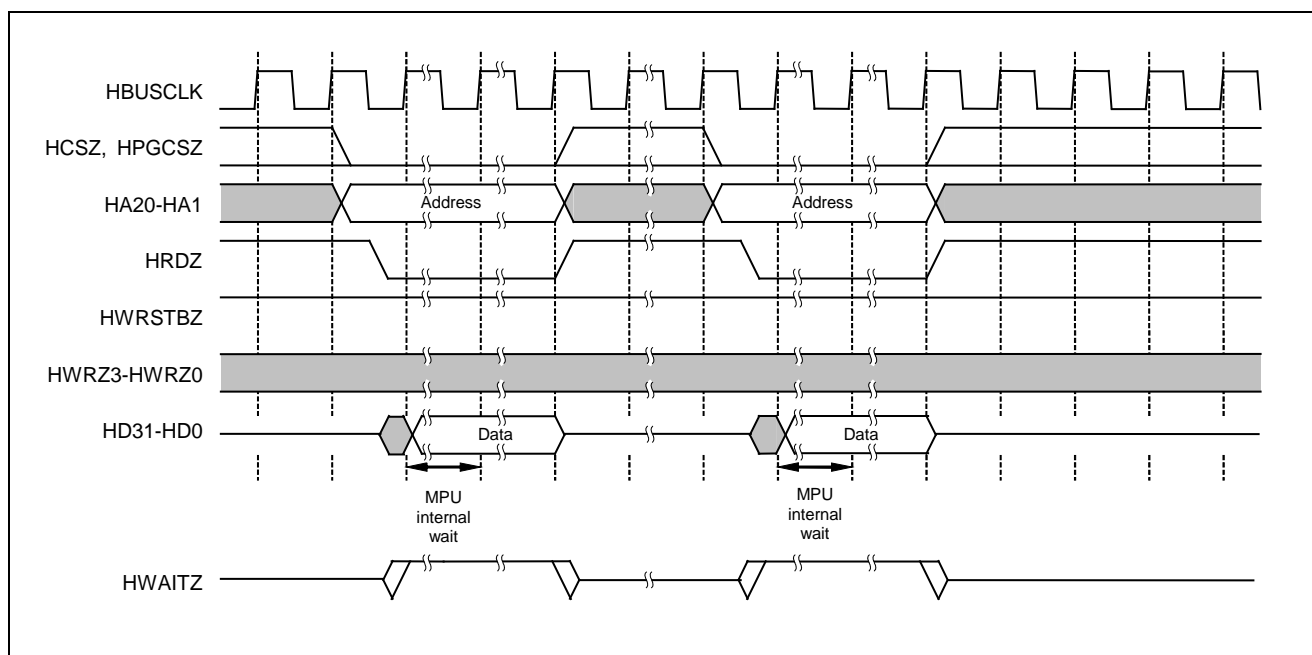 HBUSCLK
HCSZ, HPGCSZ
HA20-HA1
Address
Address
HRDZ
HWRSTBZ
HWRZ3-HWRZ0
HD31-HD0
Data
Data
MPU
internal
wait
MPU
internal
wait
HWAITZ